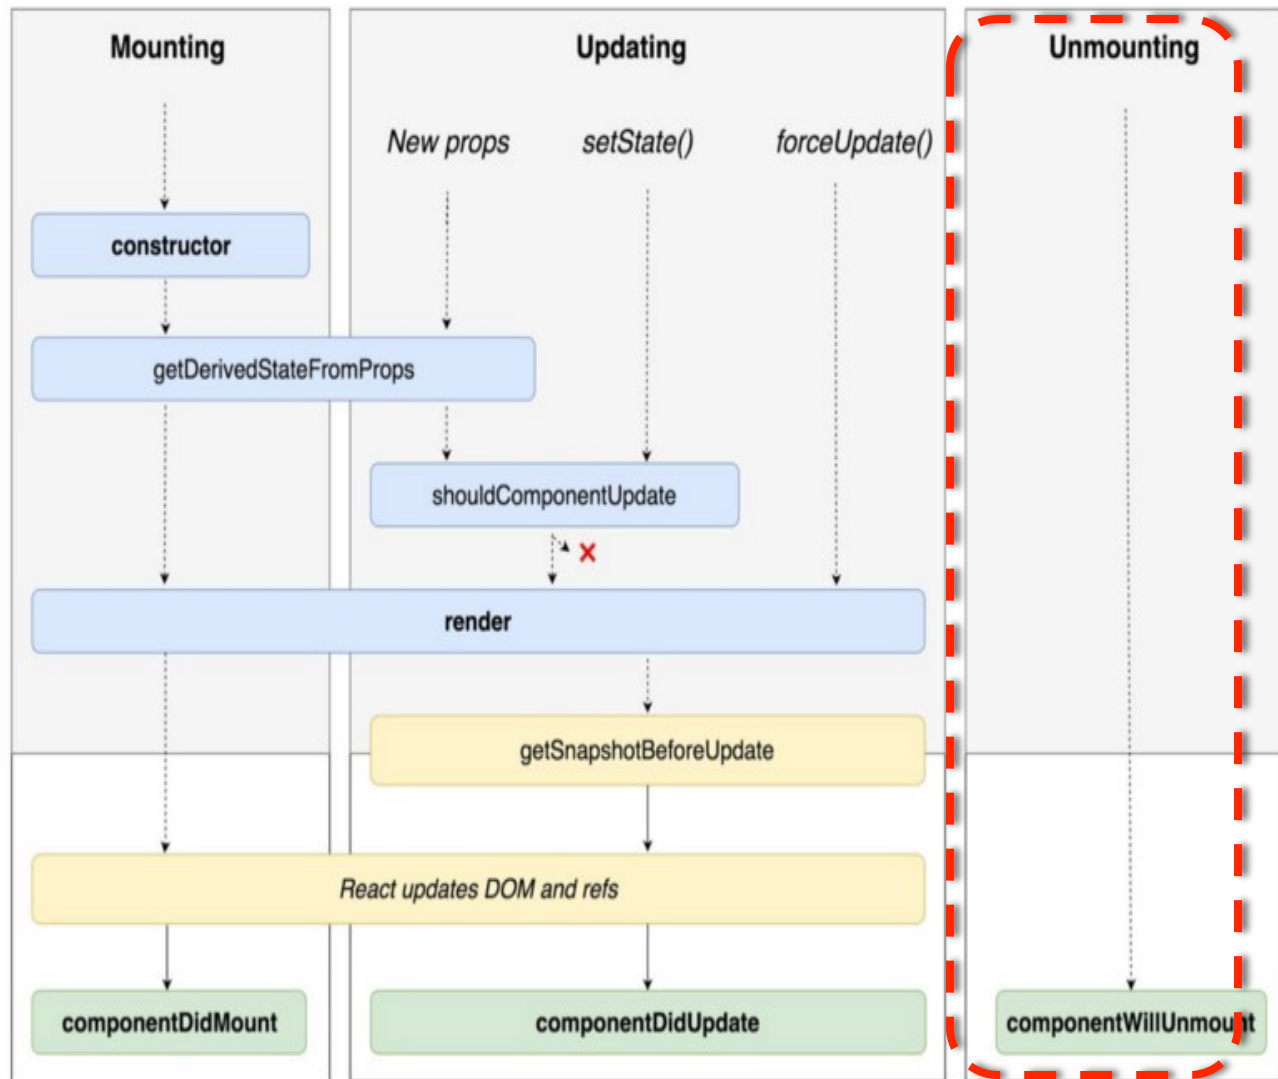 Mounting
Updating
Unmounting
New props
setState()
forceUpdate()
constructor
getDerivedStateFromProps
shouldComponentUpdate
render
getSnapshotBeforeUpdate
React updates DOM and refs
componentDidMount
componentDidUpdate
componentWillUnmount